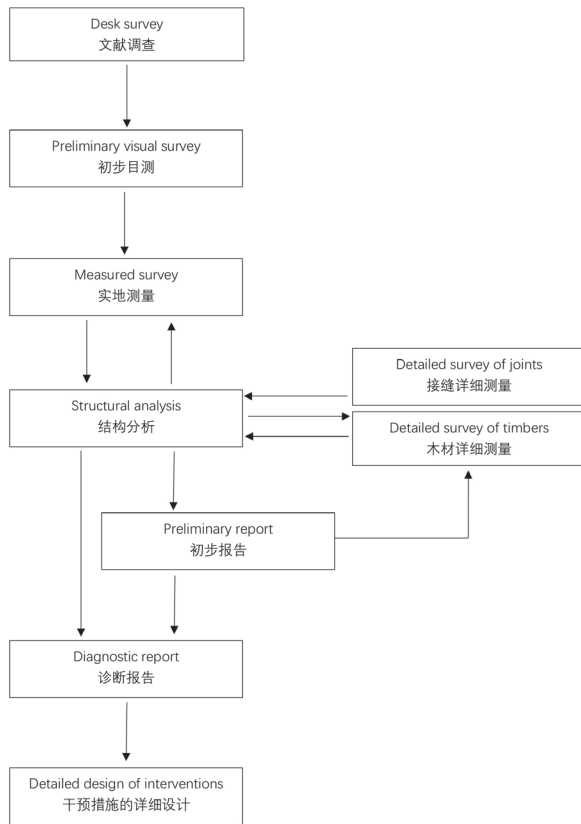 Desk survey
文献调查
Preliminary visual survey
初步目测
Measured survey
实地测量
Detailed survey of joints
接缝详细测量
Structural analysis
结构分析
Detailed survey of timbers
木材详细测量
Preliminary report
初步报告
Diagnostic report
诊断报告
Detailed design of interventions
干预措施的详细设计